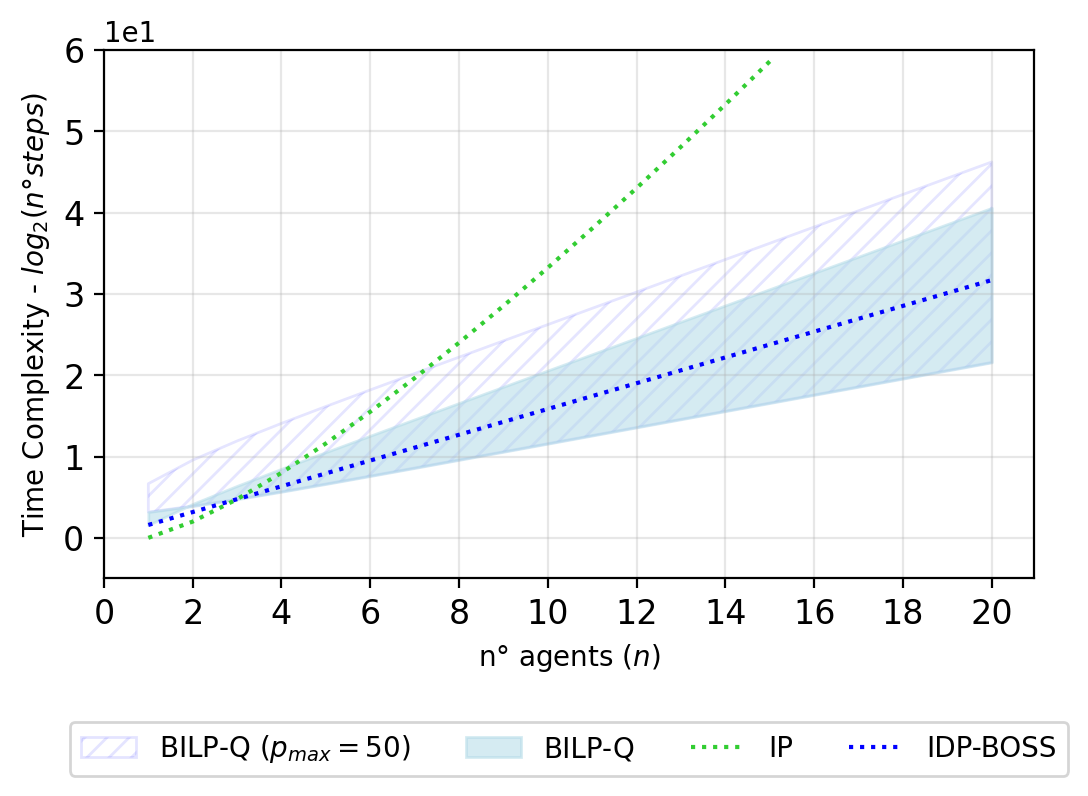 1e1
6
5
4
3
2
1
0
Time Complexity - log₂(n°steps)
0 2 4 6 8 10 12 14 16 18 20
n° agents (n)
BILP-Q (pₘₐₓ = 50) BILP-Q IP IDP-BOSS